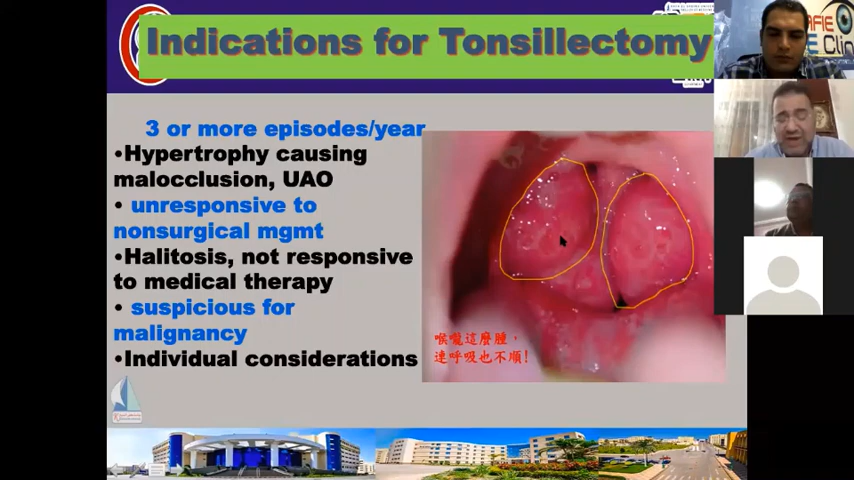 Indications for Tonsillectomy
3 or more episodes/year
•Hypertrophy causing
malocclusion, UAO
• unresponsive to
nonsurgical mgmt
•Halitosis, not responsive
to medical therapy
• suspicious for
malignancy
•Individual considerations
喉嚨這麼腫,
連呼吸也不順!